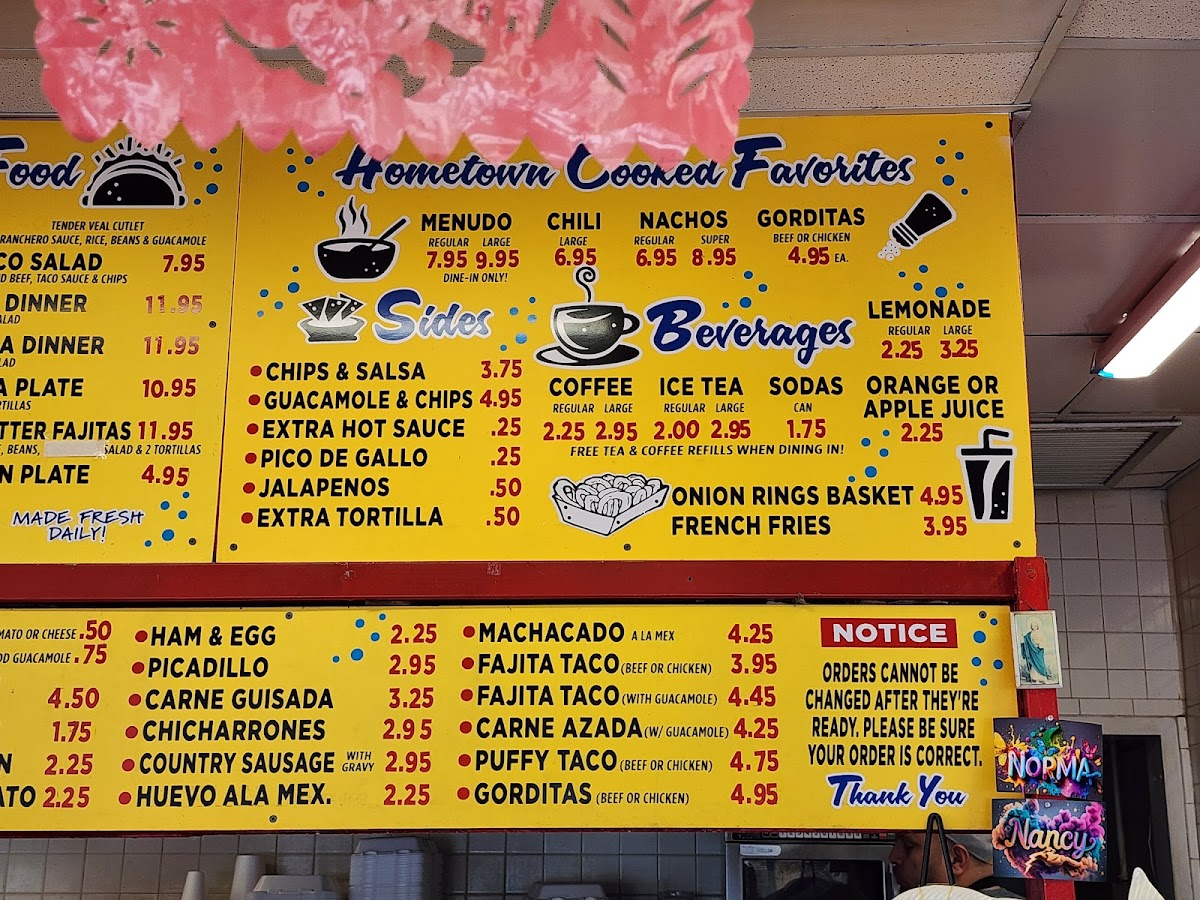 Food
TENDER VEAL CUTLET
RANCHERO SAUCE, RICE, BEANS & GUACAMOLE
CO SALAD 7.95
D BEEF, TACO SAUCE & CHIPS
DINNER 11.95
ALAD
A DINNER 11.95
LAD
A PLATE 10.95
RTILLAS
TTER FAJITAS 11.95
E, BEANS, SALAD & 2 TORTILLAS
N PLATE 4.95
MADE FRESH
DAILY!
Hometown Cooked Favorites
MENUDO
REGULAR LARGE
7.95 9.95
DINE-IN ONLY!
CHILI
LARGE
6.95
NACHOS
REGULAR SUPER
6.95 8.95
GORDITAS
BEEF OR CHICKEN
4.95 EA.
Sides
CHIPS & SALSA 3.75
GUACAMOLE & CHIPS 4.95
EXTRA HOT SAUCE .25
PICO DE GALLO .25
JALAPENOS .50
EXTRA TORTILLA .50
Beverages
LEMONADE
REGULAR LARGE
2.25 3.25
COFFEE
REGULAR LARGE
2.25 2.95
ICE TEA
REGULAR LARGE
2.00 2.95
SODAS
CAN
1.75
ORANGE OR
APPLE JUICE
2.25
FREE TEA & COFFEE REFILLS WHEN DINING IN!
ONION RINGS BASKET 4.95
FRENCH FRIES 3.95
MATO OR CHEESE .50
OD GUACAMOLE .75
4.50
1.75
N 2.25
ATO 2.25
HAM & EGG 2.25
PICADILLO 2.95
CARNE GUISADA 3.25
CHICHARRONES 2.95
COUNTRY SAUSAGE WITH GRAVY 2.95
HUEVO ALA MEX. 2.25
MACHACADO A LA MEX 4.25
FAJITA TACO (BEEF OR CHICKEN) 3.95
FAJITA TACO (WITH GUACAMOLE) 4.45
CARNE AZADA (W/ GUACAMOLE) 4.25
PUFFY TACO (BEEF OR CHICKEN) 4.75
GORDITAS (BEEF OR CHICKEN) 4.95
NOTICE
ORDERS CANNOT BE
CHANGED AFTER THEY'RE
READY. PLEASE BE SURE
YOUR ORDER IS CORRECT.
Thank You
NORMA
Nancy